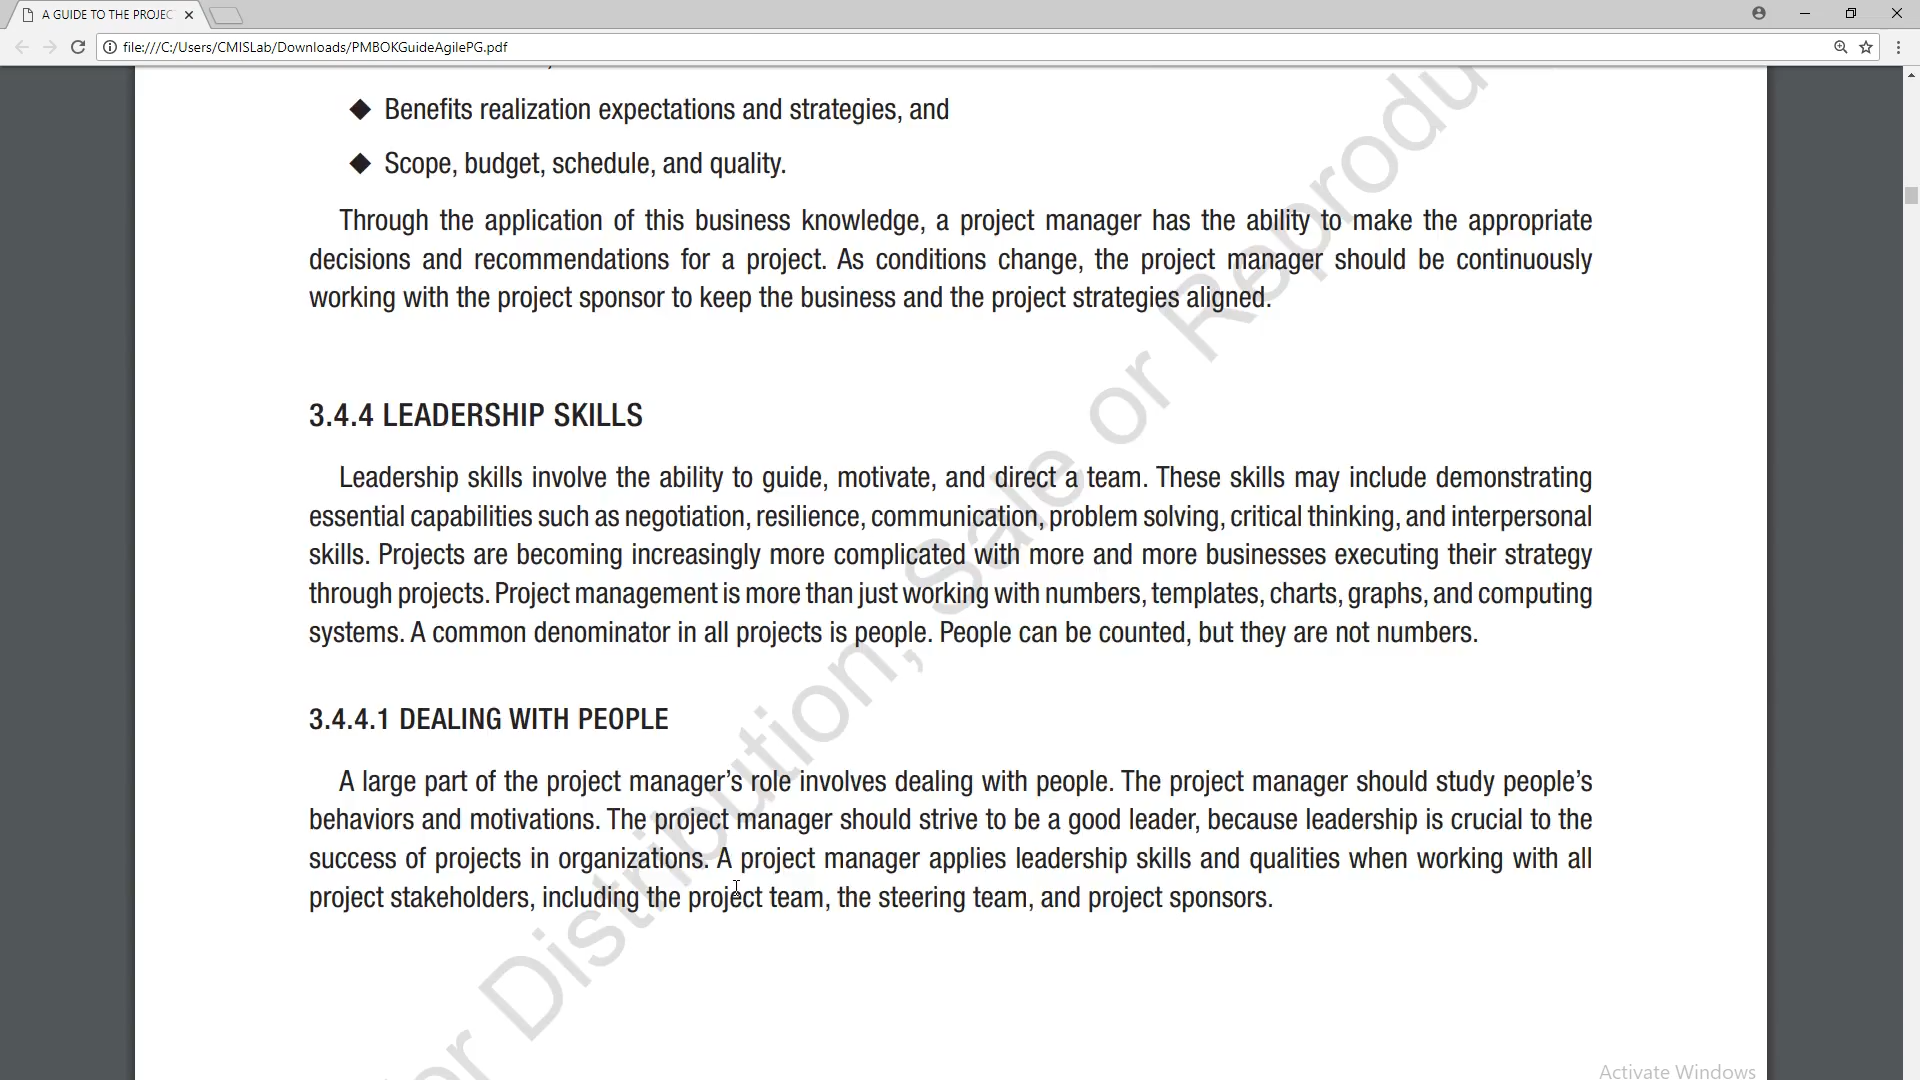 A GUIDE TO THE PROJEC
file:///C:/Users/CMISLab/Downloads/PMBOKGuideAgilePG.pdf
◆ Benefits realization expectations and strategies, and
◆ Scope, budget, schedule, and quality.
Through the application of this business knowledge, a project manager has the ability to make the appropriate
decisions and recommendations for a project. As conditions change, the project manager should be continuously
working with the project sponsor to keep the business and the project strategies aligned.
3.4.4 LEADERSHIP SKILLS
Leadership skills involve the ability to guide, motivate, and direct a team. These skills may include demonstrating
essential capabilities such as negotiation, resilience, communication, problem solving, critical thinking, and interpersonal
skills. Projects are becoming increasingly more complicated with more and more businesses executing their strategy
through projects. Project management is more than just working with numbers, templates, charts, graphs, and computing
systems. A common denominator in all projects is people. People can be counted, but they are not numbers.
3.4.4.1 DEALING WITH PEOPLE
A large part of the project manager’s role involves dealing with people. The project manager should study people’s
behaviors and motivations. The project manager should strive to be a good leader, because leadership is crucial to the
success of projects in organizations. A project manager applies leadership skills and qualities when working with all
project stakeholders, including the project team, the steering team, and project sponsors.
or Distribution, Sale or Reprodu
Activate Windows